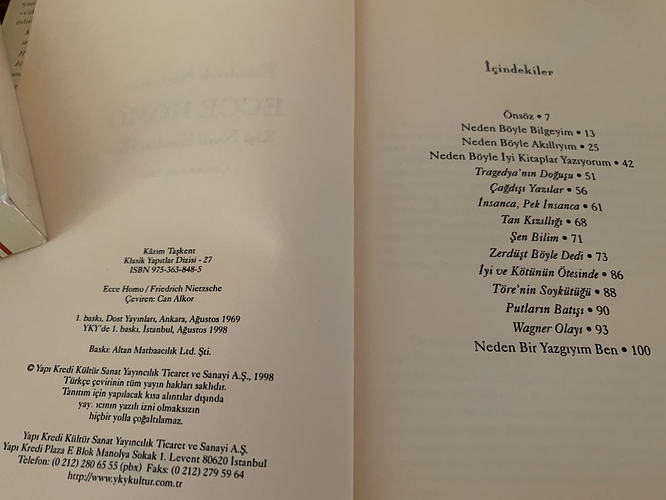 Kâzım Taşkent
Klasik Yapıtlar Dizisi - 27
ISBN 975-363-848-5
Ecce Homo / Friedrich Nietzsche
Çeviren: Can Alkor
1. baskı, Dost Yayınları, Ankara, Ağustos 1969
YKY'de 1. baskı, İstanbul, Ağustos 1998
Baskı: Altan Matbaacılık Ltd. Şti.
© Yapı Kredi Kültür Sanat Yayıncılık Ticaret ve Sanayi A.Ş., 1998
Türkçe çevirinin tüm yayın hakları saklıdır.
Tanıtım için yapılacak kısa alıntılar dışında
yayıncının yazılı izni olmaksızın
hiçbir yolla çoğaltılamaz.
Yapı Kredi Kültür Sanat Yayıncılık Ticaret ve Sanayi A.Ş.
Yapı Kredi Plaza E Blok Manolya Sokak 1. Levent 80620 İstanbul
Telefon: (0 212) 280 65 55 (pbx) Faks: (0 212) 279 59 64
http://www.ykykultur.com.tr
İçindekiler
Önsöz • 7
Neden Böyle Bilgeyim • 13
Neden Böyle Akıllıyım • 25
Neden Böyle İyi Kitaplar Yazıyorum • 42
Tragedya'nın Doğuşu • 51
Çağdışı Yazılar • 56
İnsanca, Pek İnsanca • 61
Tan Kızıllığı • 68
Şen Bilim • 71
Zerdüşt Böyle Dedi • 73
İyi ve Kötünün Ötesinde • 86
Töre'nin Soykütüğü • 88
Putların Batışı • 90
Wagner Olayı • 93
Neden Bir Yazgıyım Ben • 100